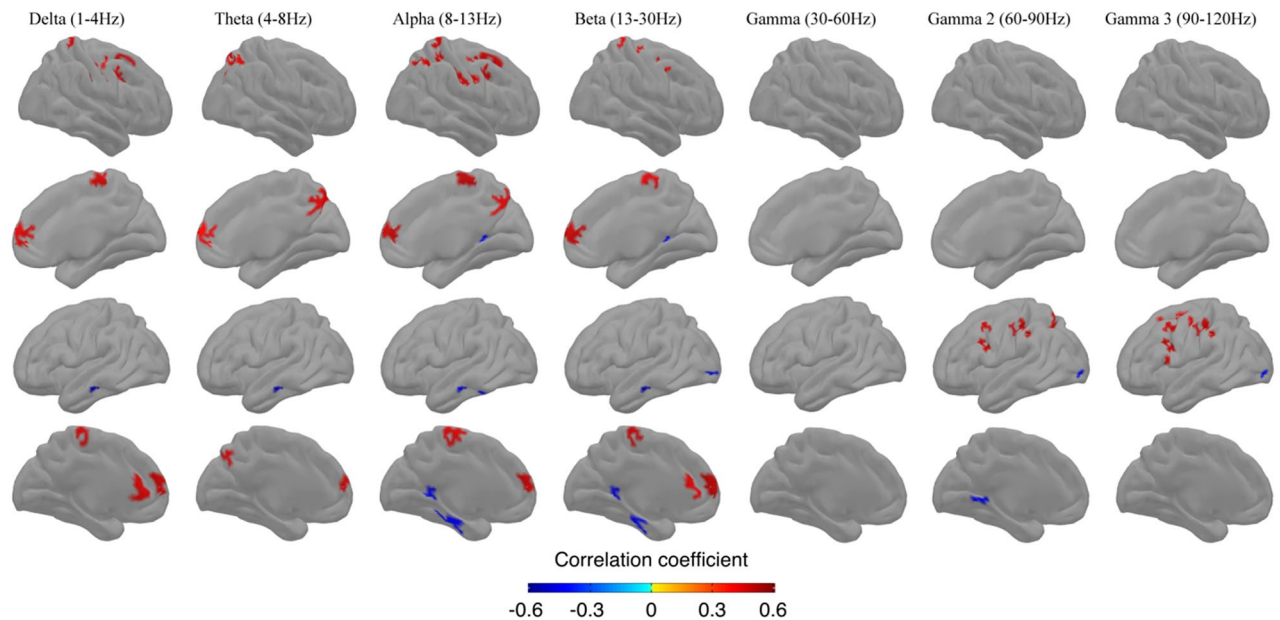 Delta (1-4Hz) Theta (4-8Hz) Alpha (8-13Hz) Beta (13-30Hz) Gamma (30-60Hz) Gamma 2 (60-90Hz) Gamma 3 (90-120Hz)
Correlation coefficient
-0.6 -0.3 0 0.3 0.6